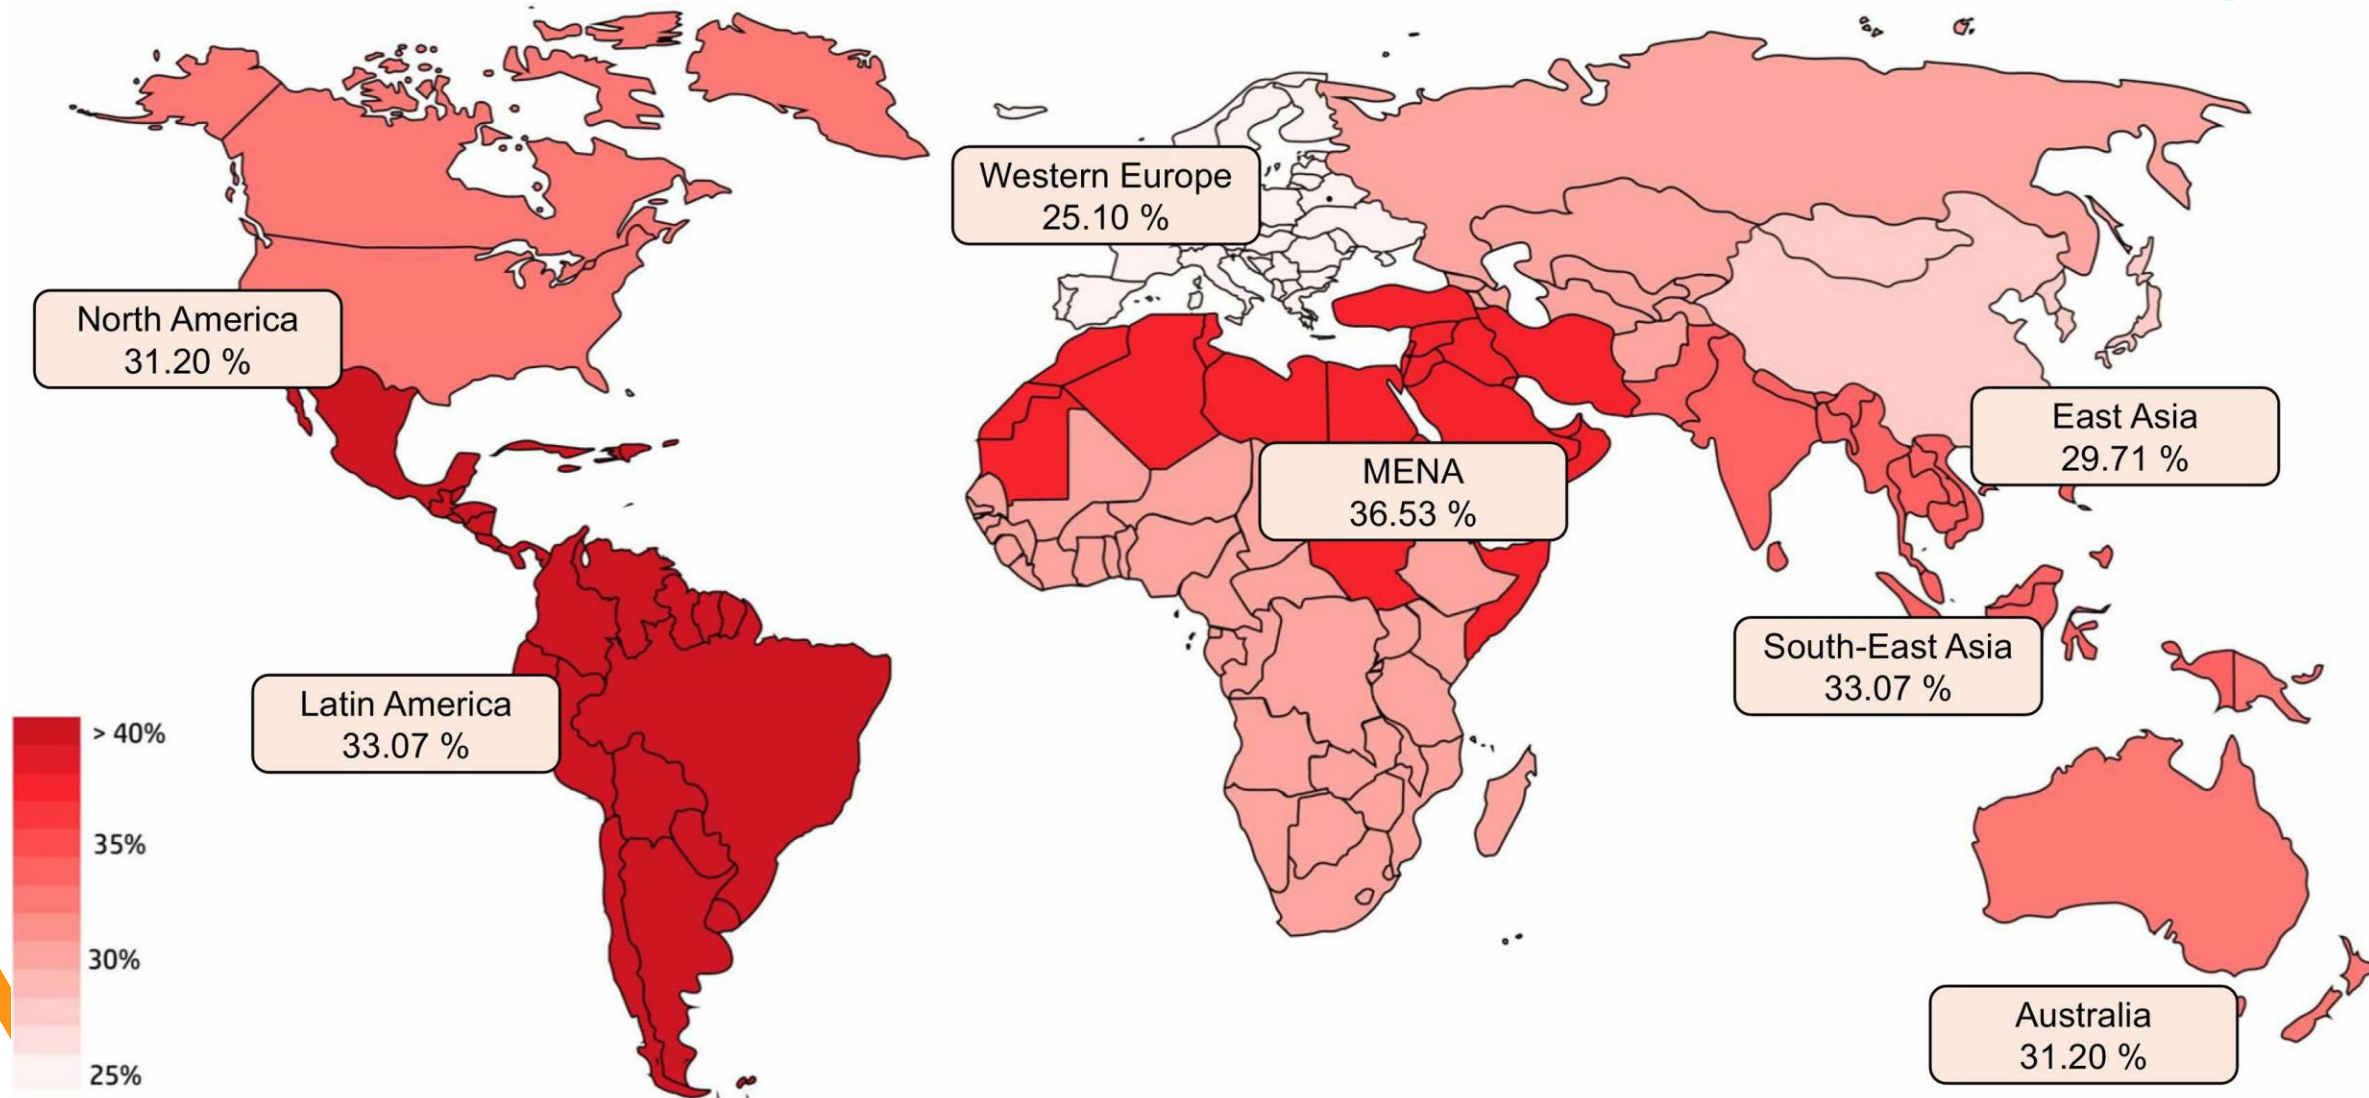 Western Europe
25.10 %
North America
31.20 %
East Asia
29.71 %
MENA
36.53 %
South-East Asia
33.07 %
Latin America
33.07 %
> 40%
35%
30%
25%
Australia
31.20 %